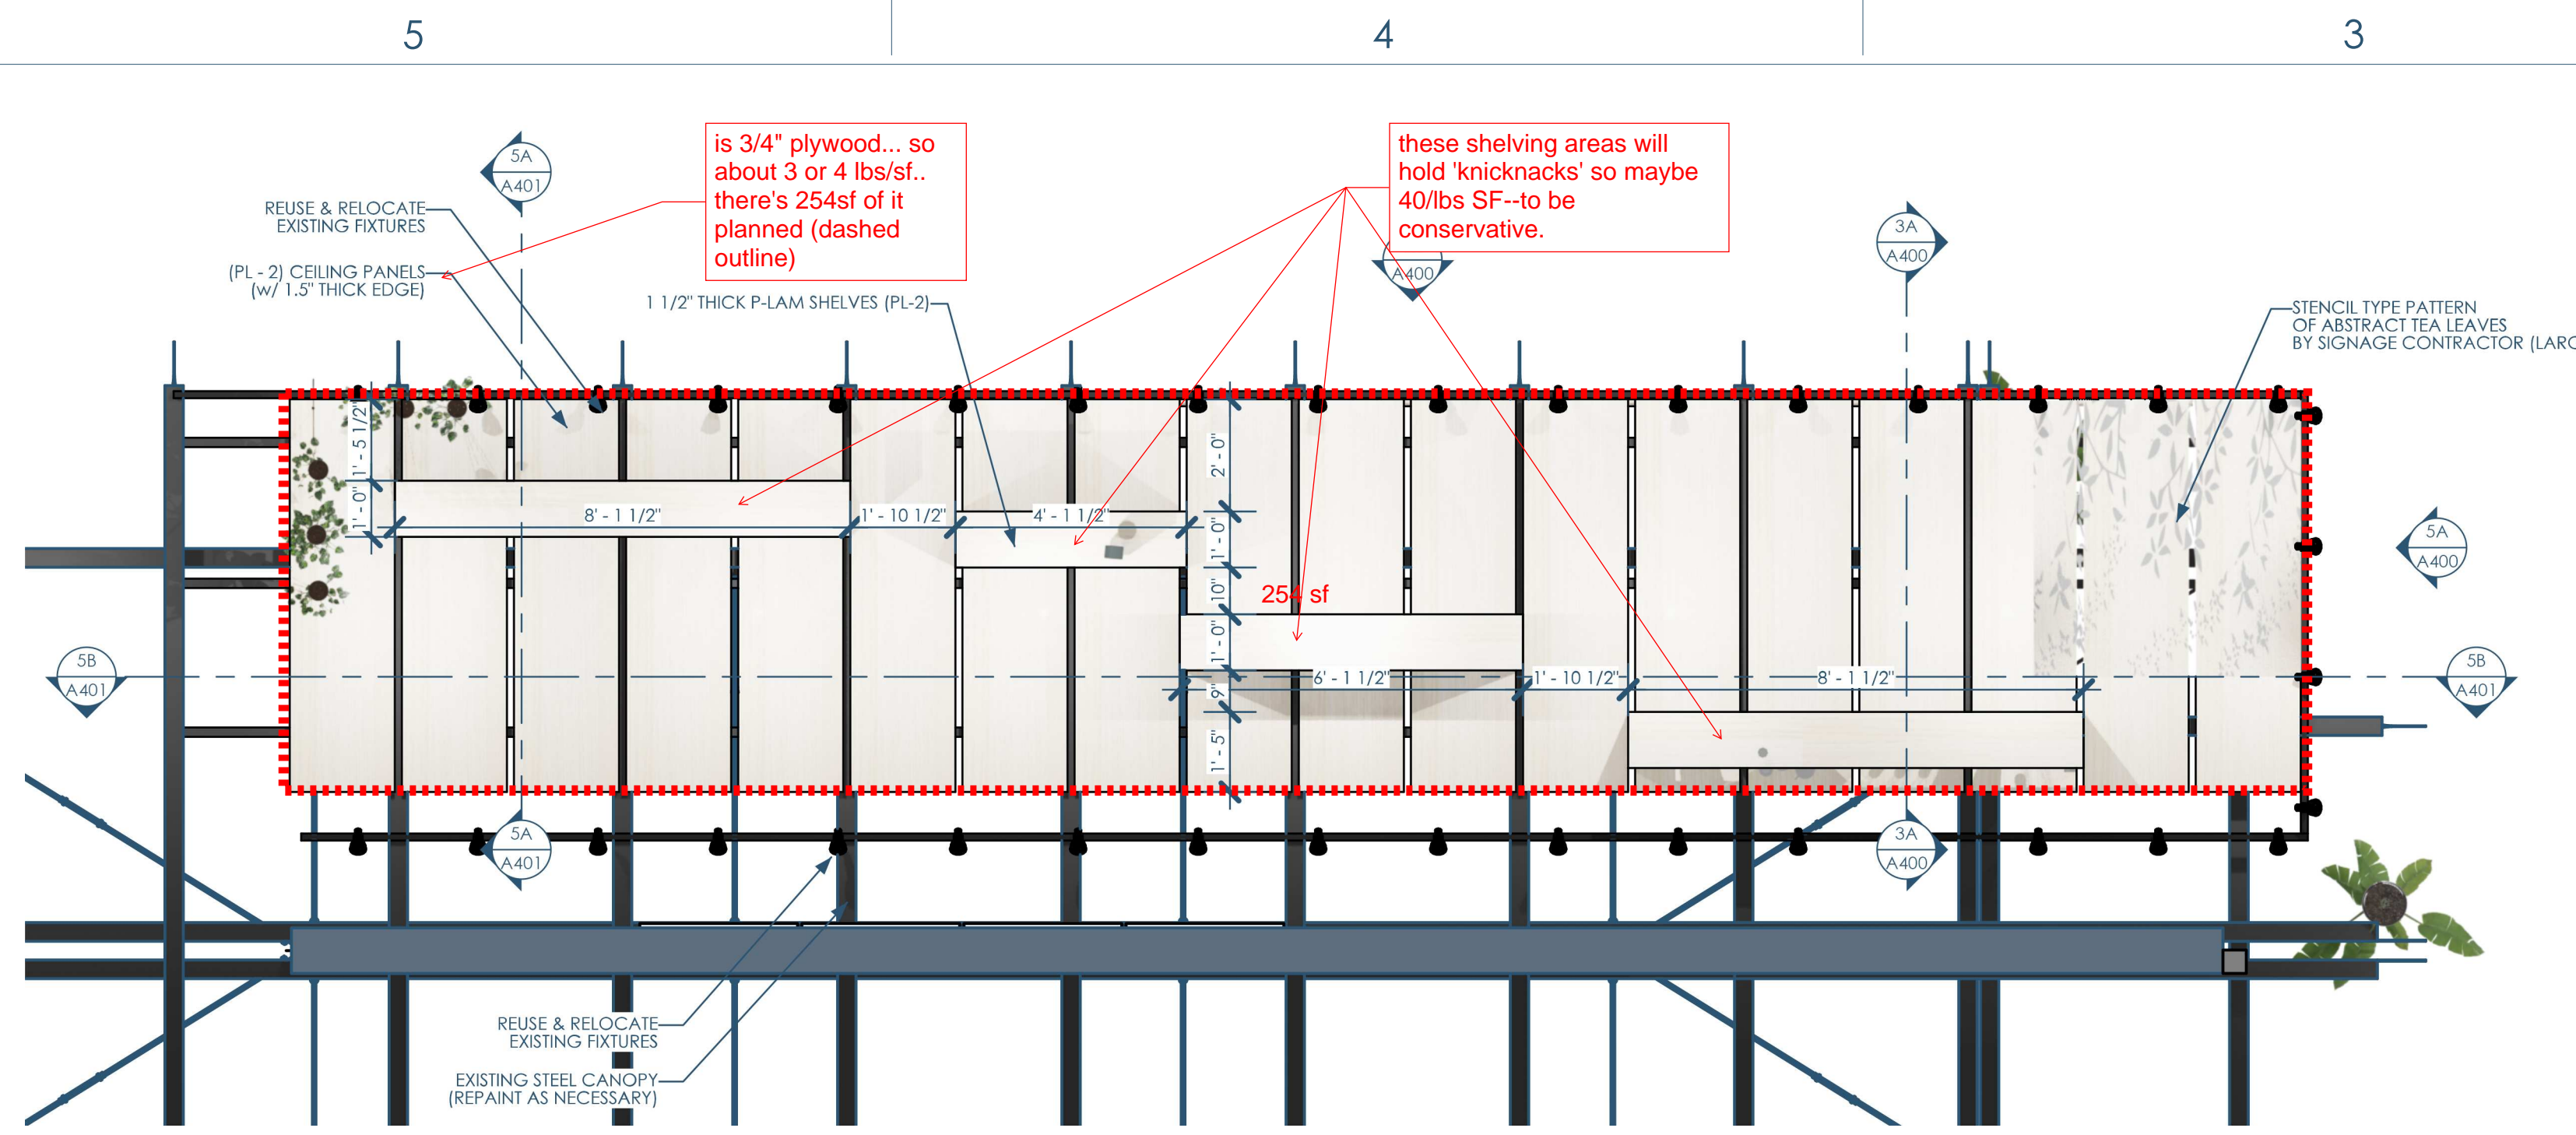 5
4
3
is 3/4" plywood... so
about 3 or 4 lbs/sf..
there's 254sf of it
planned (dashed
outline)
these shelving areas will
hold 'knicknacks' so maybe
40/lbs SF--to be
conservative.
5A
A401
REUSE & RELOCATE
EXISTING FIXTURES
3A
A400
(PL - 2) CEILING PANELS
(w/ 1.5" THICK EDGE)
A400
1 1/2" THICK P-LAM SHELVES (PL-2)
STENCIL TYPE PATTERN
OF ABSTRACT TEA LEAVES
BY SIGNAGE CONTRACTOR (LARG
1' - 5 1/2"
1' - 0"
2' - 0"
8' - 1 1/2"
1' - 10 1/2"
4' - 1 1/2"
1' - 0"
5A
A400
10"
254 sf
1' - 0"
5B
A401
6' - 1 1/2"
1' - 10 1/2"
8' - 1 1/2"
5B
A401
9"
1' - 5"
5A
A401
3A
A400
REUSE & RELOCATE
EXISTING FIXTURES
EXISTING STEEL CANOPY
(REPAINT AS NECESSARY)